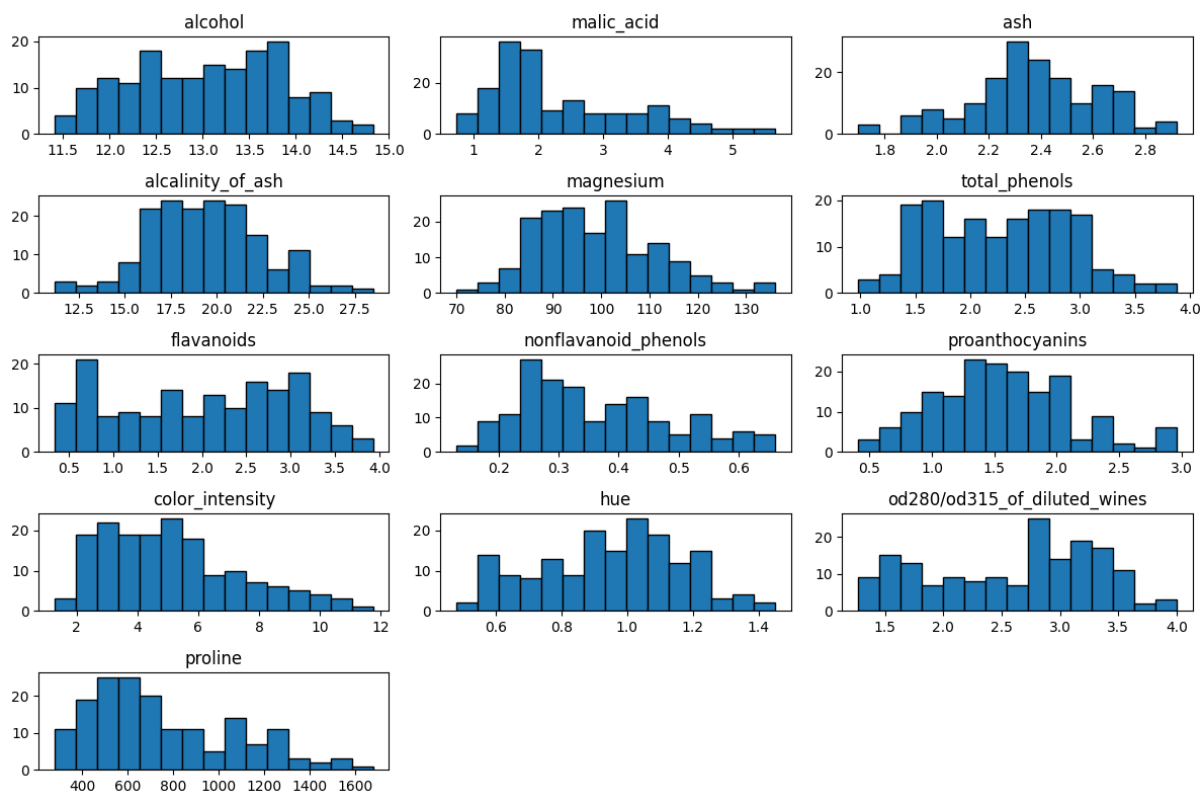 alcohol
malic_acid
ash
20
10
0
11.5 12.0 12.5 13.0 13.5 14.0 14.5 15.0
20
0
1 2 3 4 5
20
0
1.8 2.0 2.2 2.4 2.6 2.8
alcalinity_of_ash
magnesium
total_phenols
20
10
0
12.5 15.0 17.5 20.0 22.5 25.0 27.5
20
10
0
70 80 90 100 110 120 130
20
10
0
1.0 1.5 2.0 2.5 3.0 3.5 4.0
flavanoids
nonflavanoid_phenols
proanthocyanins
20
10
0
0.5 1.0 1.5 2.0 2.5 3.0 3.5 4.0
20
10
0
0.2 0.3 0.4 0.5 0.6
20
10
0
0.5 1.0 1.5 2.0 2.5 3.0
color_intensity
hue
od280/od315_of_diluted_wines
20
10
0
2 4 6 8 10 12
20
10
0
0.6 0.8 1.0 1.2 1.4
20
10
0
1.5 2.0 2.5 3.0 3.5 4.0
proline
20
10
0
400 600 800 1000 1200 1400 1600